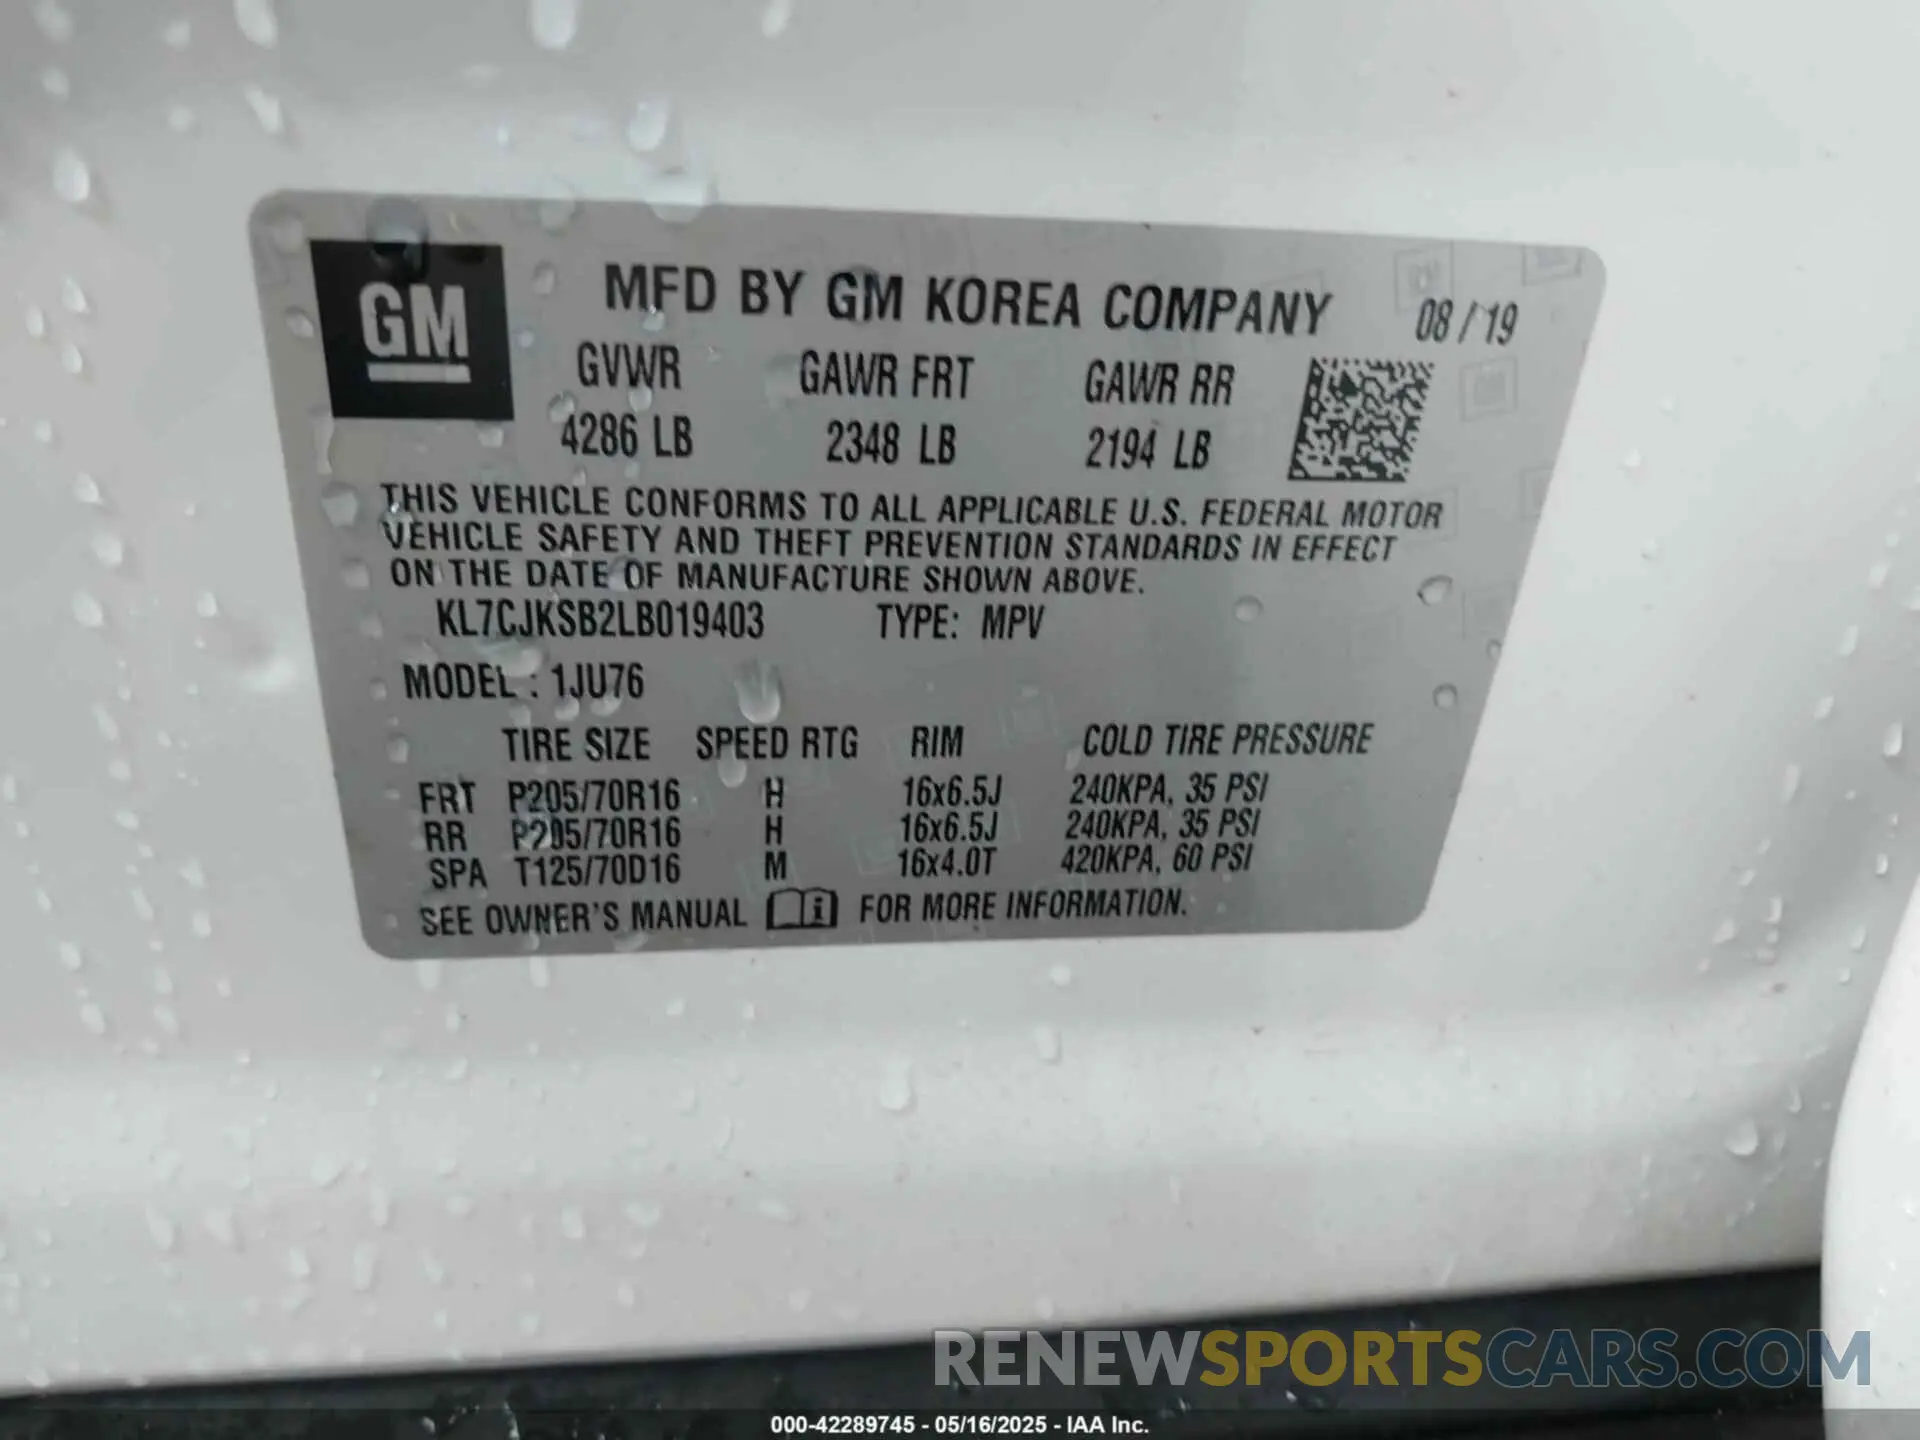 GM
MFD BY GM KOREA COMPANY 08 / 19
GVWR GAWR FRT GAWR RR
4286 LB 2348 LB 2194 LB
THIS VEHICLE CONFORMS TO ALL APPLICABLE U.S. FEDERAL MOTOR
VEHICLE SAFETY AND THEFT PREVENTION STANDARDS IN EFFECT
ON THE DATE OF MANUFACTURE SHOWN ABOVE.
KL7CJKSB2LB019403 TYPE: MPV
MODEL : 1JU76
TIRE SIZE SPEED RTG RIM COLD TIRE PRESSURE
FRT P205/70R16 H 16x6.5J 240KPA, 35 PSI
RR P205/70R16 H 16x6.5J 240KPA, 35 PSI
SPA T125/70D16 M 16x4.0T 420KPA, 60 PSI
SEE OWNER'S MANUAL i FOR MORE INFORMATION.
RENEWSPORTSCARS.COM
000-42289745 - 05/16/2025 - IAA Inc.